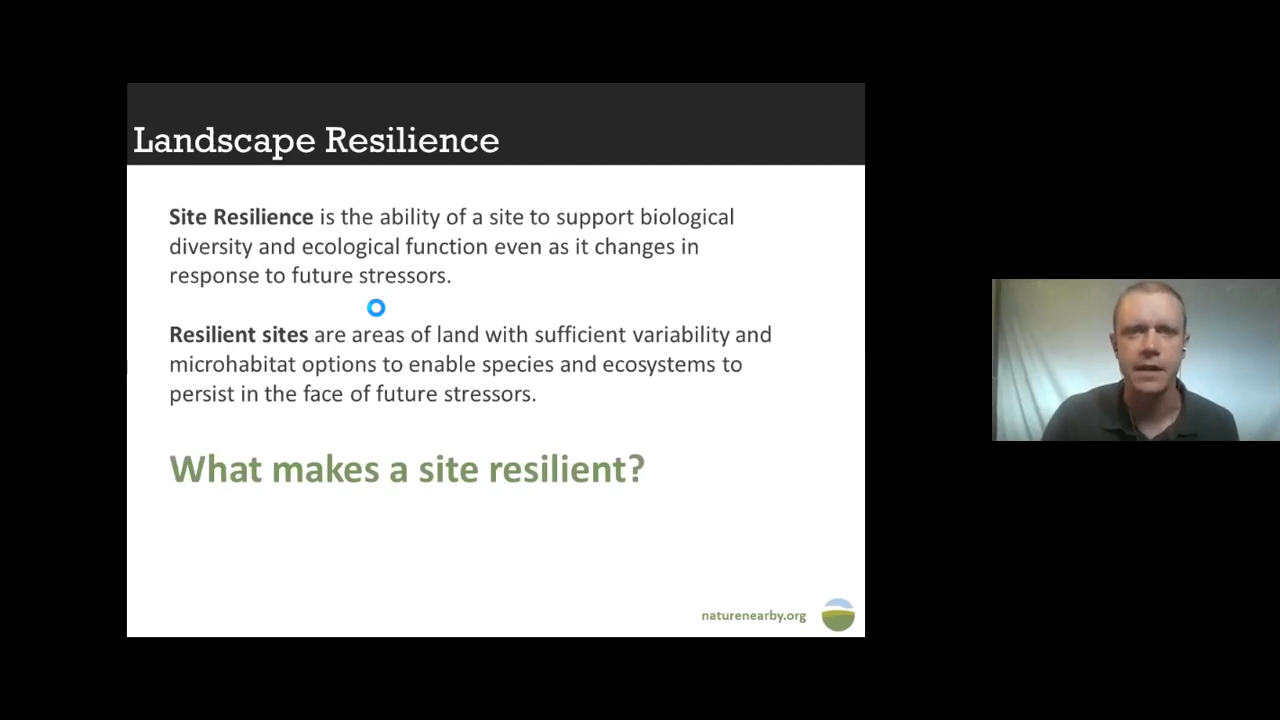 Landscape Resilience
Site Resilience is the ability of a site to support biological
diversity and ecological function even as it changes in
response to future stressors.
Resilient sites are areas of land with sufficient variability and
microhabitat options to enable species and ecosystems to
persist in the face of future stressors.
What makes a site resilient?
naturenearby.org